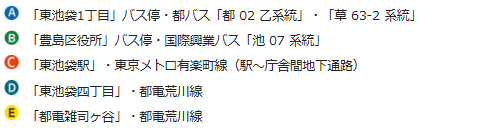 A 「東池袋1丁目」バス停・都バス「都 02 乙系統」・「草 63-2 系統」
B 「豊島区役所」バス停・国際興業バス「池 07 系統」
C 「東池袋駅」・東京メトロ有楽町線（駅～庁舎間地下通路）
D 「東池袋四丁目」・都電荒川線
E 「都電雑司ヶ谷」・都電荒川線